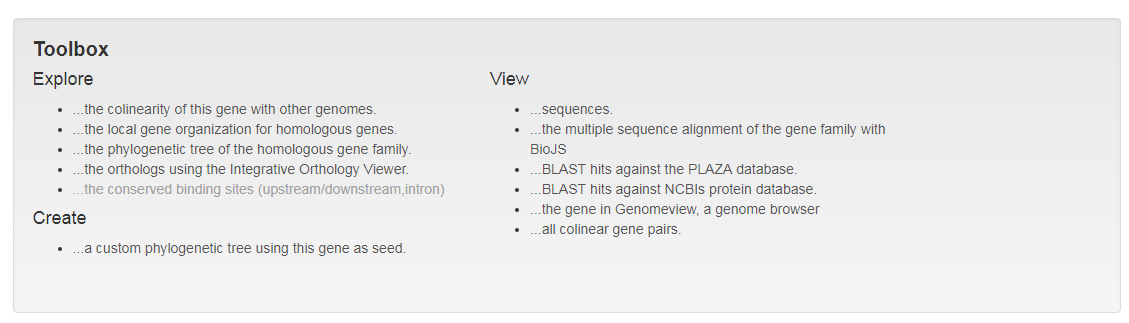 Toolbox
Explore
...the colinearity of this gene with other genomes.
...the local gene organization for homologous genes.
...the phylogenetic tree of the homologous gene family.
...the orthologs using the Integrative Orthology Viewer.
...the conserved binding sites (upstream/downstream,intron)
Create
...a custom phylogenetic tree using this gene as seed.
View
...sequences.
...the multiple sequence alignment of the gene family with
BioJS
...BLAST hits against the PLAZA database.
...BLAST hits against NCBIs protein database.
...the gene in Genomeview, a genome browser
...all colinear gene pairs.